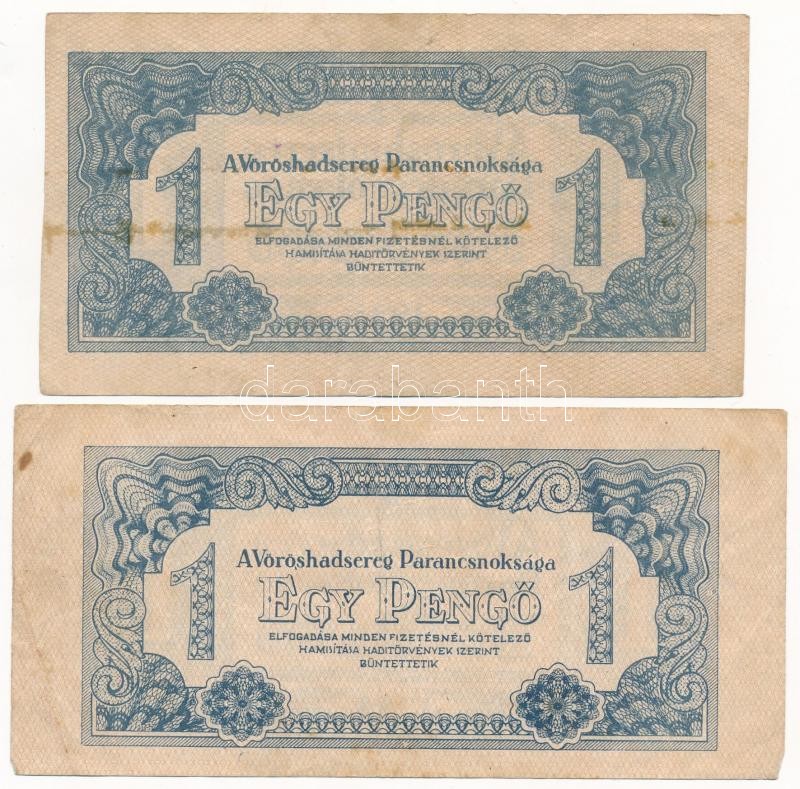 A Vöröshadsereg Parancsnoksága
1 EGY PENGŐ 1
ELFOGADÁSA MINDEN FIZETÉSNÉL KÖTELEZŐ
HAMISÍTÁSA HADITÖRVÉNYEK SZERINT
BÜNTETTETIK
darabanth
A Vöröshadsereg Parancsnoksága
1 EGY PENGŐ 1
ELFOGADÁSA MINDEN FIZETÉSNÉL KÖTELEZŐ
HAMISÍTÁSA HADITÖRVÉNYEK SZERINT
BÜNTETTETIK